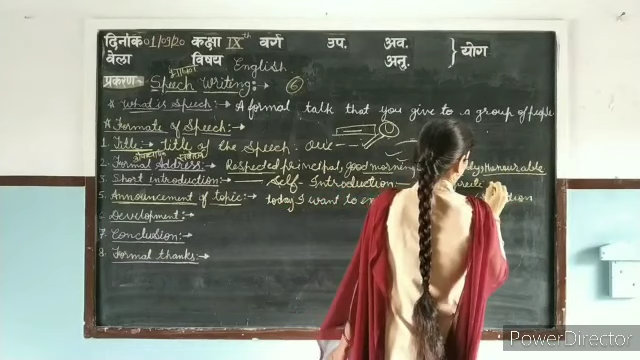 दिनांक 01/09/20 कक्षा IXth वर्ग उप. अव. } योग
वेला विषय English अनु.
प्रकरण- Speech Writing:→ 6
* What is Speech:→ A formal talk that you give to a group of people
* Formate of Speech:→
1. Title:→ Title of the Speech.
2. Formal Address:→ Respected principal, good morning Honourable
3. Short introduction:→ Self- Introduction
5. Announcement of topic:→ today I want to
6. Development:→
7. Conclusion:→
8. Formal thanks:→
PowerDirector